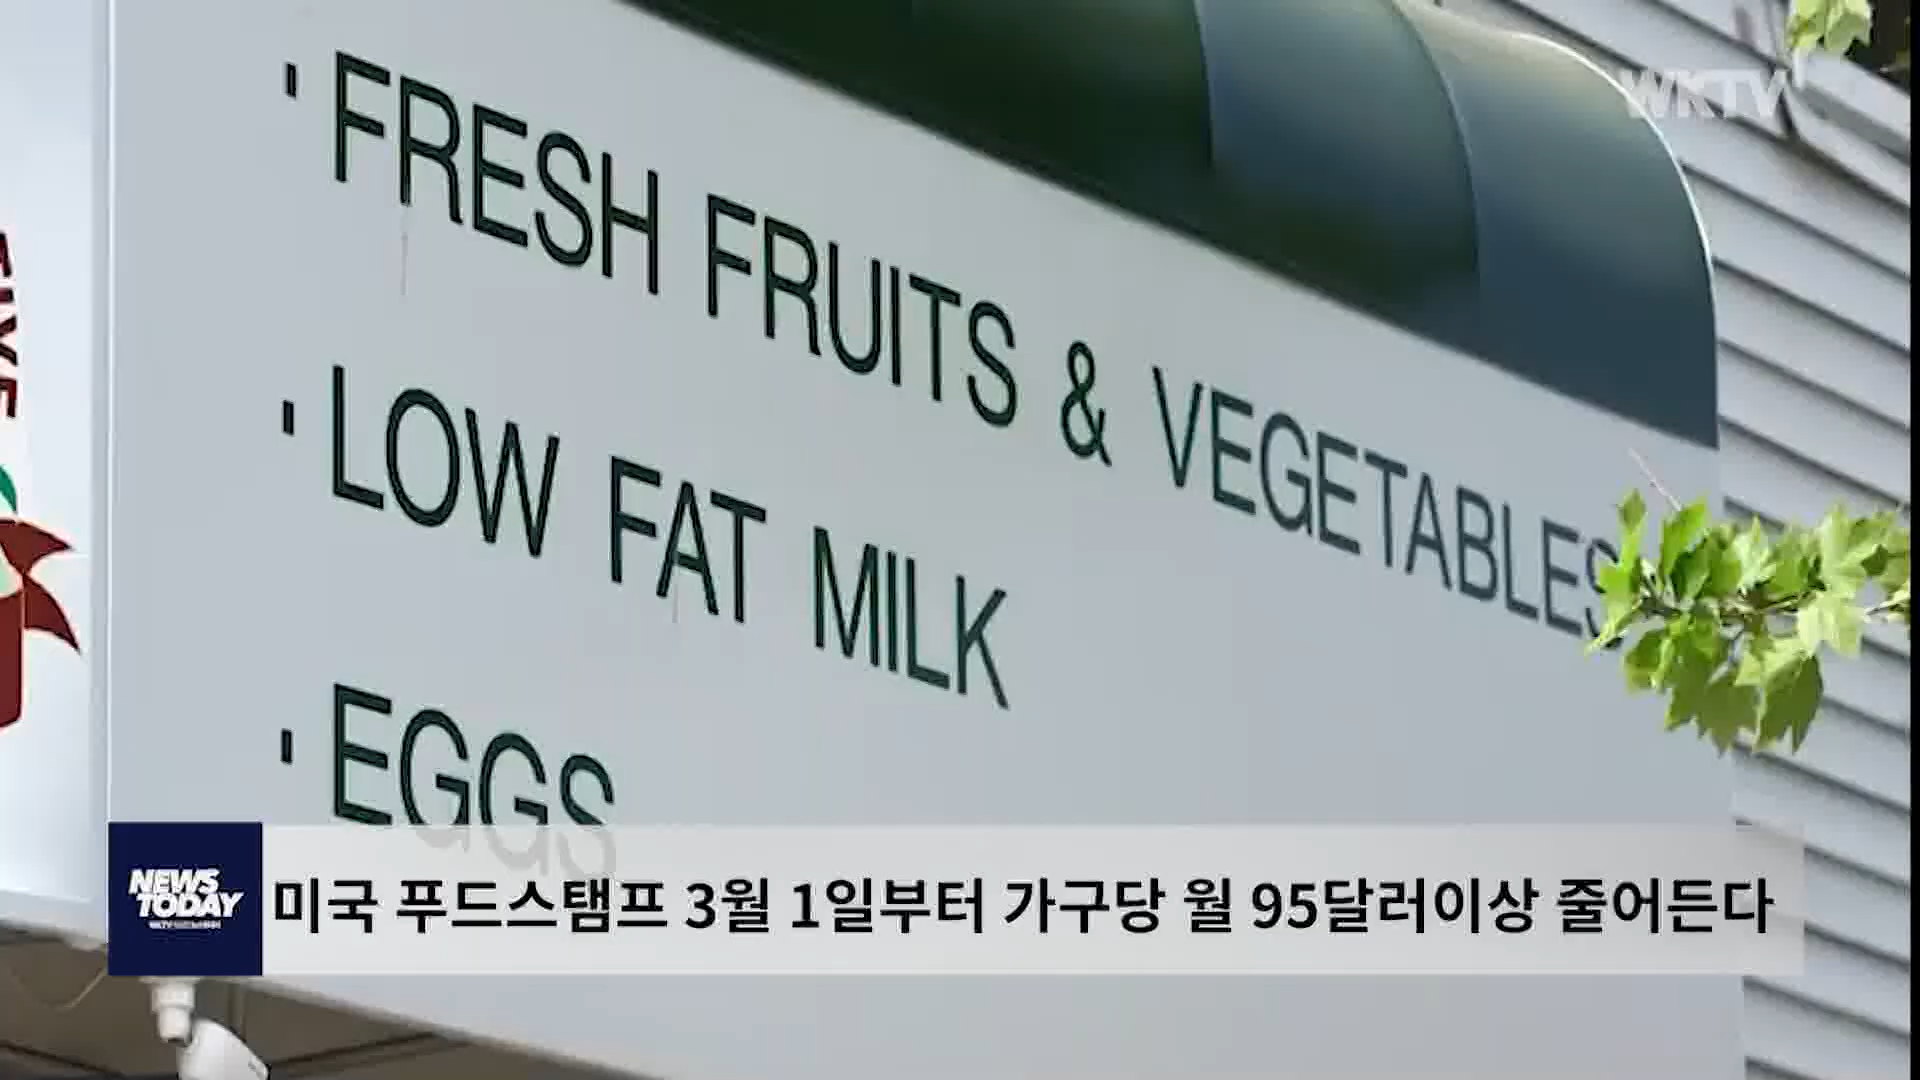 WKTV
· FRESH FRUITS & VEGETABLES
· LOW FAT MILK
· EGGS
NEWS
TODAY
미국 푸드스탬프 3월 1일부터 가구당 월 95달러이상 줄어든다